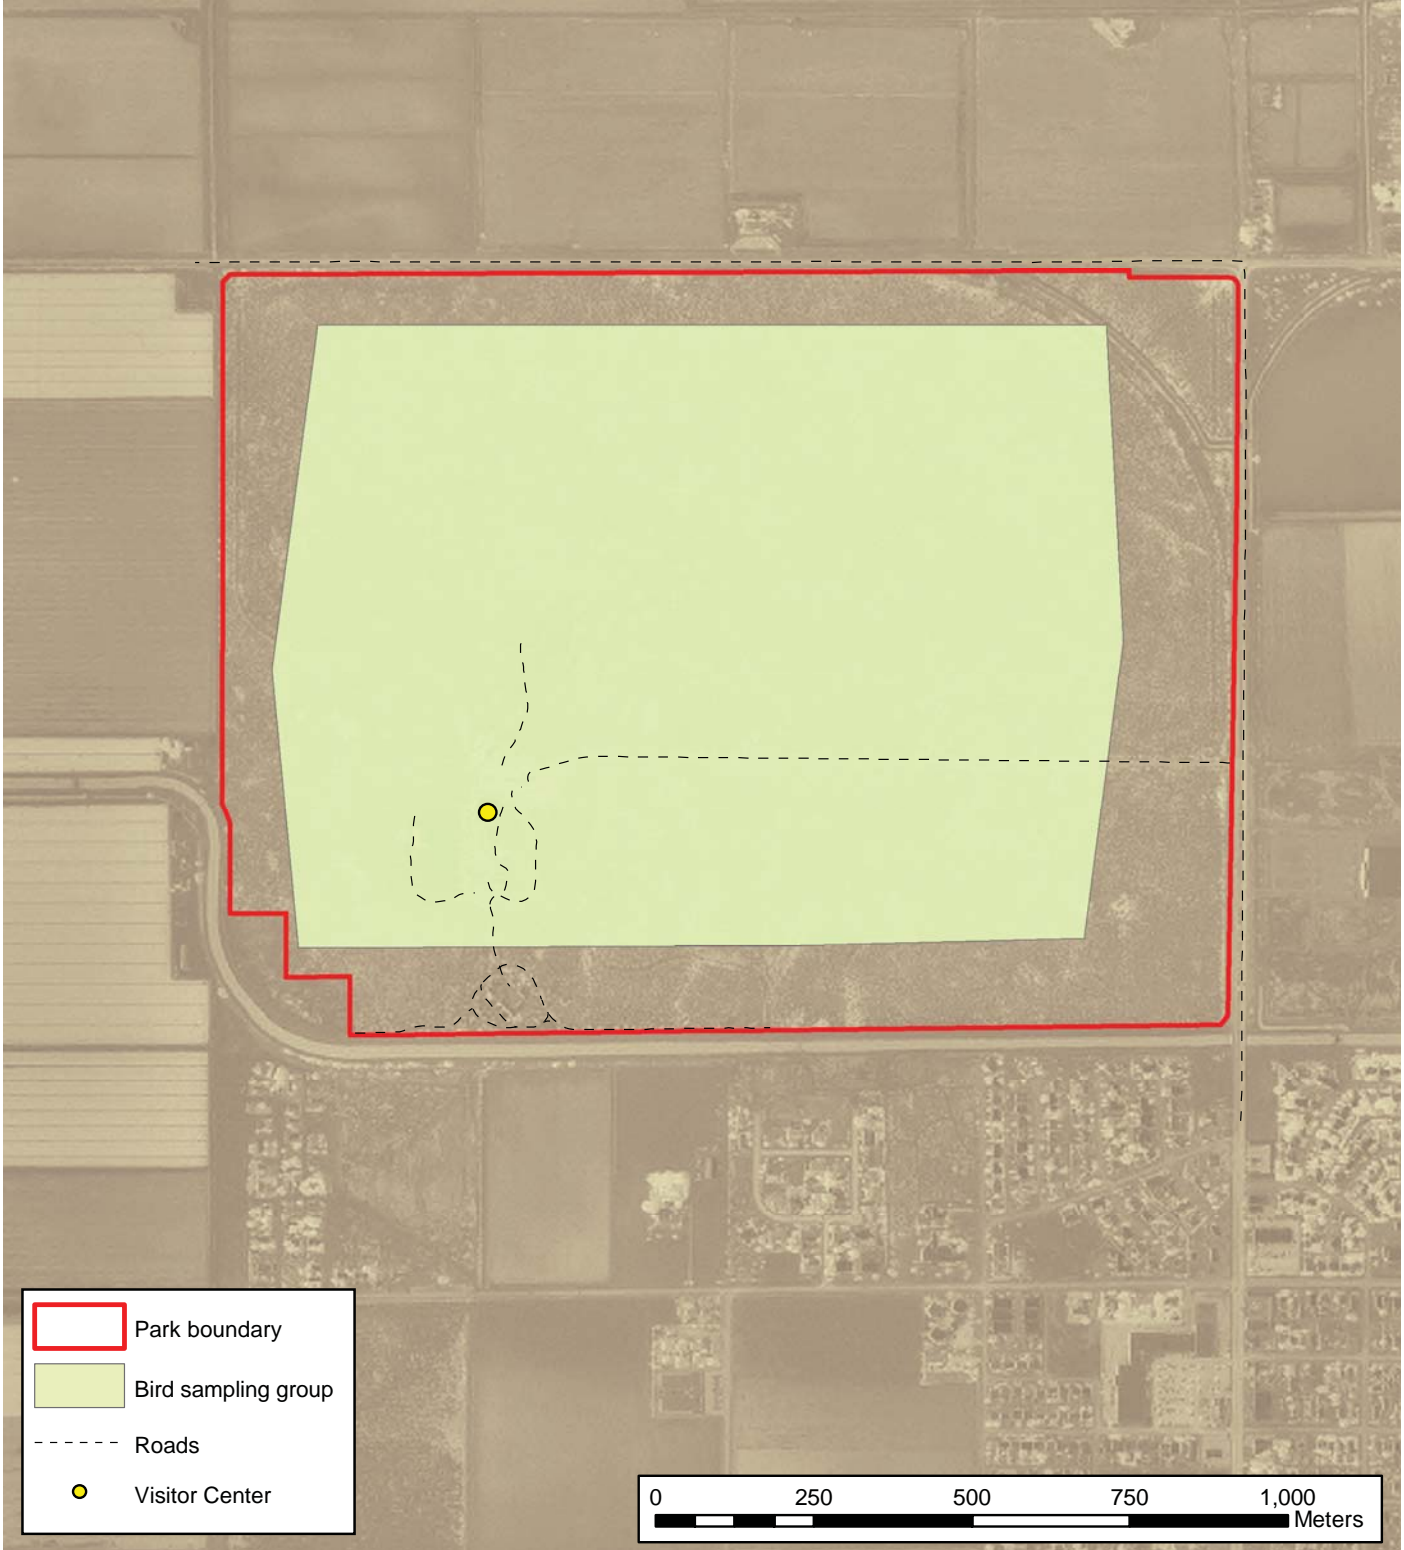 Park boundary
Bird sampling group
Roads
Visitor Center
0 250 500 750 1,000
Meters